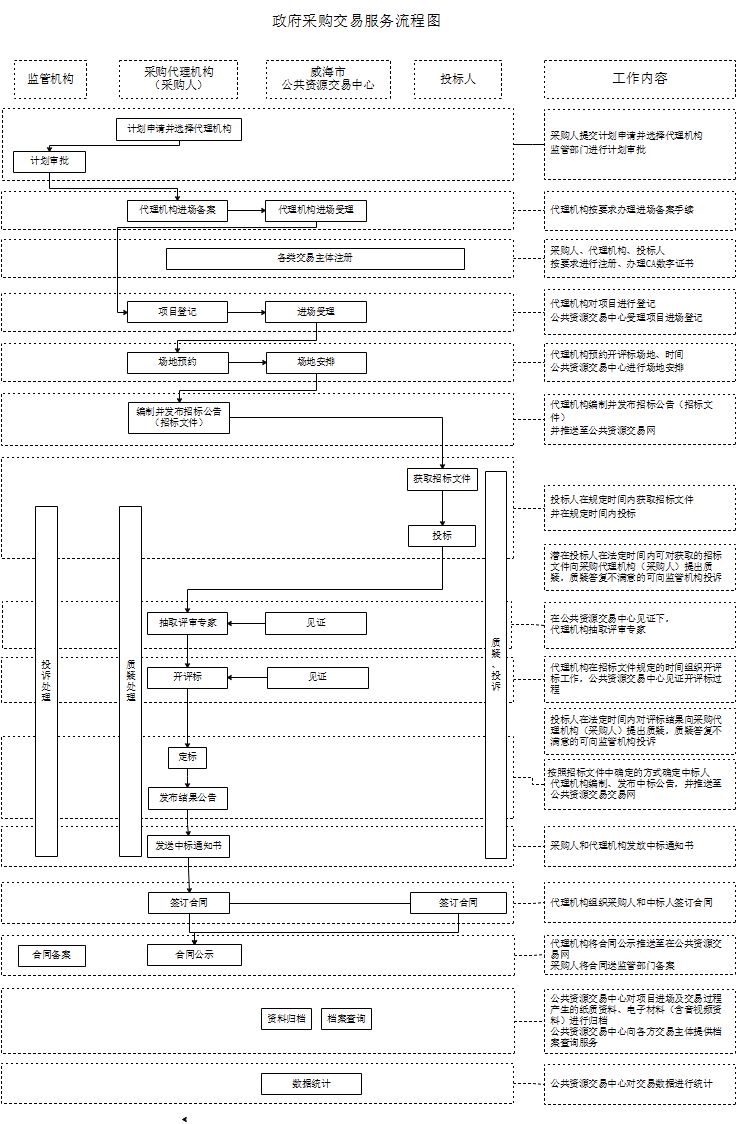 政府采购交易服务流程图
监管机构
采购代理机构
（采购人）
威海市
公共资源交易中心
投标人
工作内容
计划申请并选择代理机构
计划审批
采购人提交计划申请并选择代理机构
监管部门进行计划审批
代理机构进场备案
代理机构进场受理
代理机构按要求办理进场备案手续
各类交易主体注册
采购人、代理机构、投标人
按要求进行注册、办理CA数字证书
项目登记
进场受理
代理机构对项目进行登记
公共资源交易中心受理项目进场登记
场地预约
场地安排
代理机构预约开评标场地、时间
公共资源交易中心进行场地安排
编制并发布招标公告
（招标文件）
代理机构编制并发布招标公告（招标文
件）
并推送至公共资源交易网
获取招标文件
投标
投标人在规定时间内获取招标文件
并在规定时间内投标
潜在投标人在法定时间内可对获取的招标
文件向采购代理机构（采购人）提出质
疑，质疑答复不满意的可向监管机构投诉
投诉处理
质疑处理
质疑、投诉
抽取评审专家
见证
在公共资源交易中心见证下，
代理机构抽取评审专家
开评标
见证
代理机构在招标文件规定的时间组织开评
标工作，公共资源交易中心见证开评标过
程
投标人在法定时间内对评标结果向采购代
理机构（采购人）提出质疑，质疑答复不
满意的可向监管机构投诉
定标
发布结果公告
按照招标文件中确定的方式确定中标人
代理机构编制、发布中标公告，并推送至
公共资源交易交易网
发送中标通知书
采购人和代理机构发放中标通知书
签订合同
签订合同
代理机构组织采购人和中标人签订合同
合同备案
合同公示
代理机构将合同公示推送至在公共资源交
易网
采购人将合同送监管部门备案
资料归档
档案查询
公共资源交易中心对项目进场及交易过程
产生的纸质资料、电子材料（含音视频资
料）进行归档
公共资源交易中心向各方交易主体提供档
案查询服务
数据统计
公共资源交易中心对交易数据进行统计